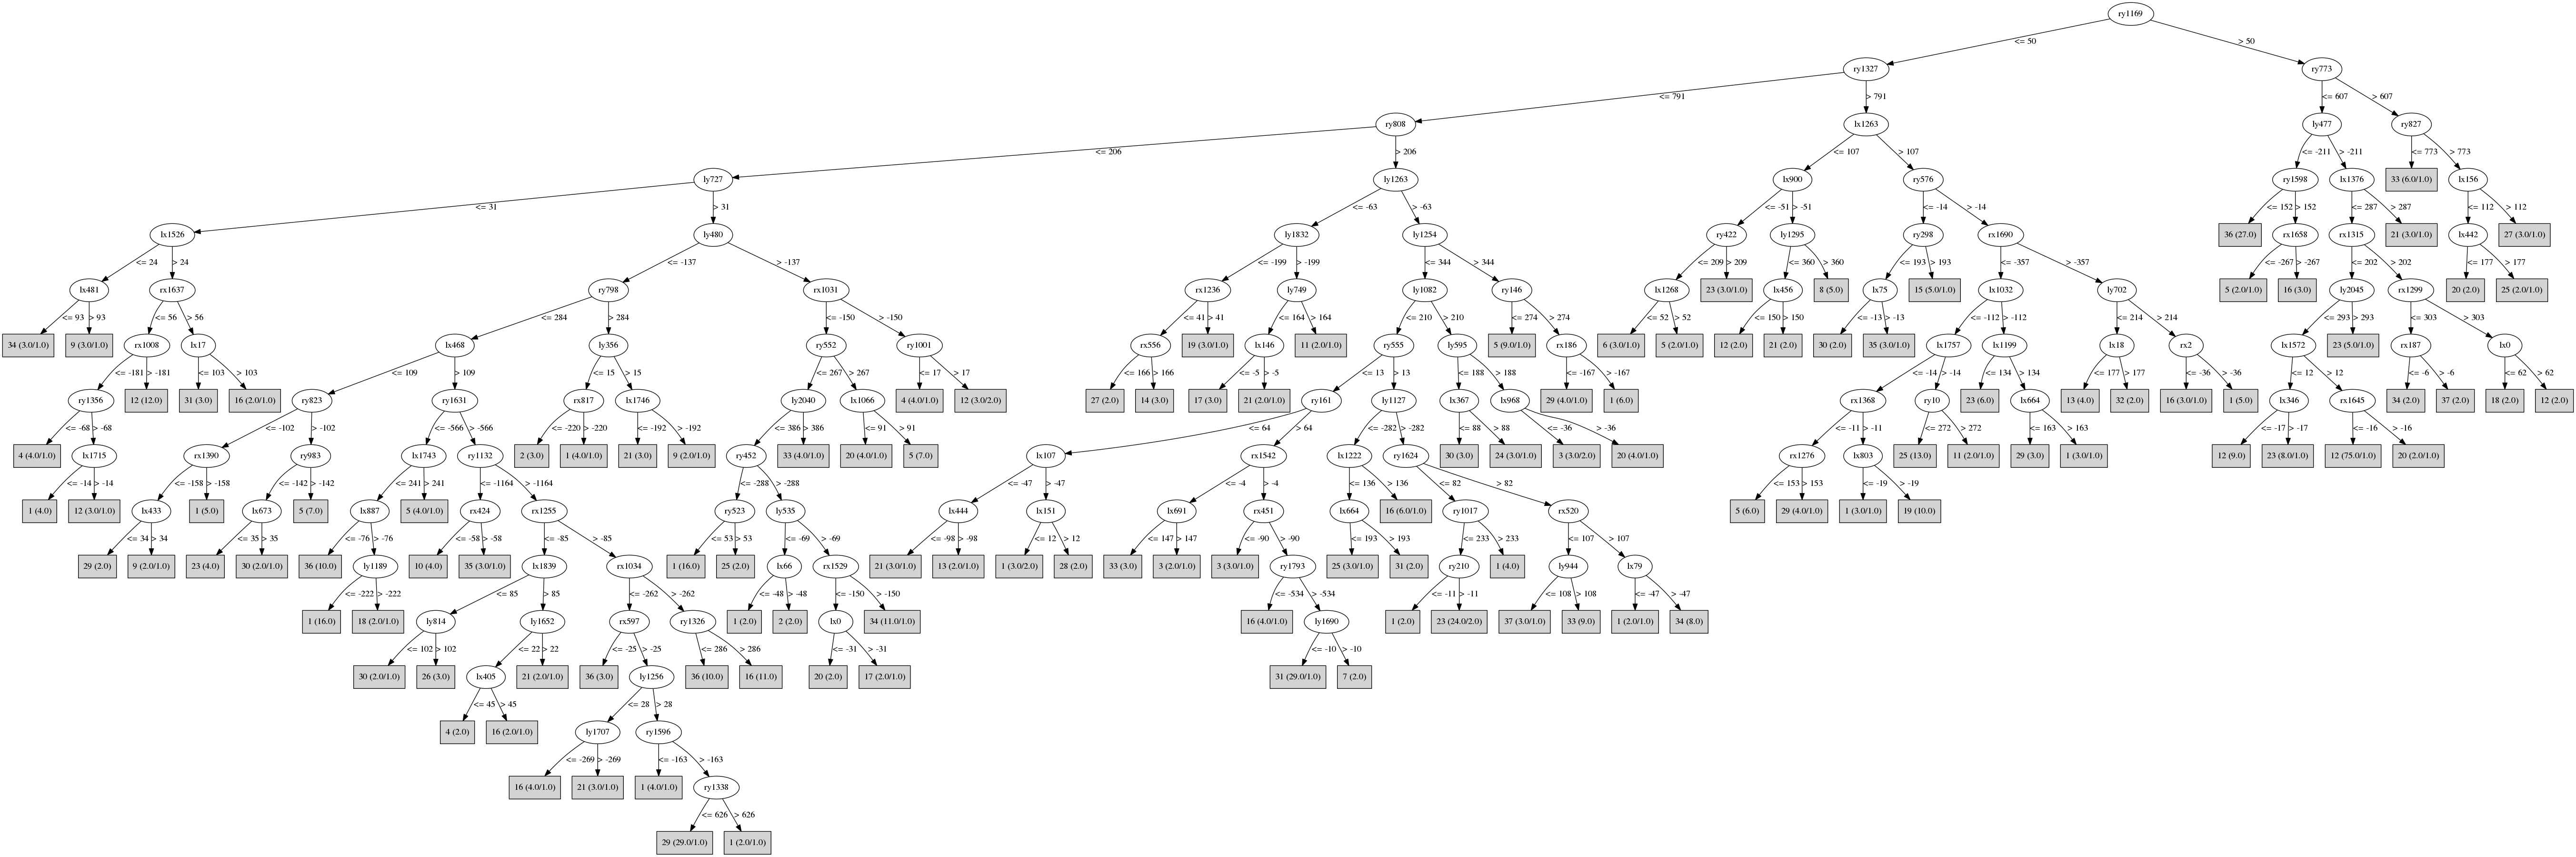 ry1169
<= 50 > 50
ry1327 ry773
<= 791 > 791 <= 607 > 607
ry808 lx1263 ly477 ry827
<= 206 > 206 <= 107 > 107 <= -211 > -211 <= 773 > 773
ly727 ly1263 lx900 ry576 ry1598 lx1376 33 (6.0/1.0) lx156
<= 31 > 31 <= -63 > -63 <= -51 > -51 <= -14 > -14 <= 152 > 152 <= 287 > 287 <= 112 > 112
lx1526 ly480 ly1832 ly1254 ry422 ly1295 ry298 rx1690 36 (27.0) rx1658 rx1315 21 (3.0/1.0) lx442 27 (3.0/1.0)
<= 24 > 24 <= -137 > -137 <= -199 > -199 <= 344 > 344 <= 209 > 209 <= 360 > 360 <= 193 > 193 <= -357 > -357 <= -267 > -267 <= 202 > 202 <= 177 > 177
lx481 rx1637 ry798 rx1031 rx1236 ly749 ly1082 ry146 lx1268 23 (3.0/1.0) lx456 8 (5.0) lx75 15 (5.0/1.0) lx1032 ly702 5 (2.0/1.0) 16 (3.0) ly2045 rx1299 20 (2.0) 25 (2.0/1.0)
<= 93 > 93 <= 56 > 56 <= 284 > 284 <= -150 > -150 <= 41 > 41 <= 164 > 164 <= 210 > 210 <= 274 > 274 <= 52 > 52 <= 150 > 150 <= -13 > -13 <= -112 > -112 <= 214 > 214 <= 293 > 293 <= 303 > 303
34 (3.0/1.0) 9 (3.0/1.0) rx1008 lx17 lx468 ly356 ry552 ry1001 rx556 19 (3.0/1.0) lx146 11 (2.0/1.0) ry555 ly595 5 (9.0/1.0) rx186 6 (3.0/1.0) 5 (2.0/1.0) 12 (2.0) 21 (2.0) 30 (2.0) 35 (3.0/1.0) lx1757 lx1199 lx18 rx2 lx1572 23 (5.0/1.0) rx187 lx0
<= -181 > -181 <= 103 > 103 <= 109 > 109 <= 15 > 15 <= 267 > 267 <= 17 > 17 <= 166 > 166 <= -5 > -5 <= 13 > 13 <= 188 > 188 <= -167 > -167 <= -14 > -14 <= 134 > 134 <= 177 > 177 <= -36 > -36 <= 12 > 12 <= -6 > -6 <= 62 > 62
ry1356 12 (12.0) 31 (3.0) 16 (2.0/1.0) ry823 ry1631 rx817 lx1746 ly2040 lx1066 4 (4.0/1.0) 12 (3.0/2.0) 27 (2.0) 14 (3.0) 17 (3.0) 21 (2.0/1.0) ry161 ly1127 lx367 lx968 29 (4.0/1.0) 1 (6.0) rx1368 ry10 23 (6.0) lx664 13 (4.0) 32 (2.0) 16 (3.0/1.0) 1 (5.0) lx346 rx1645 34 (2.0) 37 (2.0) 18 (2.0) 12 (2.0)
<= -68 > -68 <= -102 > -102 <= -566 > -566 <= -220 > -220 <= -192 > -192 <= 386 > 386 <= 91 > 91 <= 64 > 64 <= -282 > -282 <= 88 > 88 <= -36 > -36 <= -11 > -11 <= 272 > 272 <= 163 > 163 <= -17 > -17 <= -16 > -16
4 (4.0/1.0) lx1715 rx1390 ry983 lx1743 ry1132 2 (3.0) 1 (4.0/1.0) 21 (3.0) 9 (2.0/1.0) ry452 33 (4.0/1.0) 20 (4.0/1.0) 5 (7.0) lx107 rx1542 lx1222 ry1624 30 (3.0) 24 (3.0/1.0) 3 (3.0/2.0) 20 (4.0/1.0) rx1276 lx803 25 (13.0) 11 (2.0/1.0) 29 (3.0) 1 (3.0/1.0) 12 (9.0) 23 (8.0/1.0) 12 (75.0/1.0) 20 (2.0/1.0)
<= -14 > -14 <= -158 > -158 <= -142 > -142 <= 241 > 241 <= -1164 > -1164 <= -288 > -288 <= -47 > -47 <= -4 > -4 <= 136 > 136 <= 82 > 82 <= 153 > 153 <= -19 > -19
1 (4.0) 12 (3.0/1.0) lx433 1 (5.0) lx673 5 (7.0) lx887 5 (4.0/1.0) rx424 rx1255 ry523 ly535 lx444 lx151 lx691 rx451 lx664 16 (6.0/1.0) ry1017 rx520 5 (6.0) 29 (4.0/1.0) 1 (3.0/1.0) 19 (10.0)
<= 34 > 34 <= 35 > 35 <= -76 > -76 <= -58 > -58 <= -85 > -85 <= 53 > 53 <= -69 > -69 <= -98 > -98 <= 12 > 12 <= 147 > 147 <= -90 > -90 <= 193 > 193 <= 233 > 233 <= 107 > 107
29 (2.0) 9 (2.0/1.0) 23 (4.0) 30 (2.0/1.0) 36 (10.0) ly1189 10 (4.0) 35 (3.0/1.0) lx1839 rx1034 1 (16.0) 25 (2.0) lx66 rx1529 21 (3.0/1.0) 13 (2.0/1.0) 1 (3.0/2.0) 28 (2.0) 33 (3.0) 3 (2.0/1.0) 3 (3.0/1.0) ry1793 25 (3.0/1.0) 31 (2.0) ry210 1 (4.0) ly944 lx79
<= -222 > -222 <= 85 > 85 <= -262 > -262 <= -48 > -48 <= -150 > -150 <= -534 > -534 <= -11 > -11 <= 108 > 108 <= -47 > -47
1 (16.0) 18 (2.0/1.0) ly814 ly1652 rx597 ry1326 1 (2.0) 2 (2.0) lx0 34 (11.0/1.0) 16 (4.0/1.0) ly1690 1 (2.0) 23 (24.0/2.0) 37 (3.0/1.0) 33 (9.0) 1 (2.0/1.0) 34 (8.0)
<= 102 > 102 <= 22 > 22 <= -25 > -25 <= 286 > 286 <= -31 > -31 <= -10 > -10
30 (2.0/1.0) 26 (3.0) lx405 21 (2.0/1.0) 36 (3.0) ly1256 36 (10.0) 16 (11.0) 20 (2.0) 17 (2.0/1.0) 31 (29.0/1.0) 7 (2.0)
<= 45 > 45 <= 28 > 28
4 (2.0) 16 (2.0/1.0) ly1707 ry1596
<= -269 > -269 <= -163 > -163
16 (4.0/1.0) 21 (3.0/1.0) 1 (4.0/1.0) ry1338
<= 626 > 626
29 (29.0/1.0) 1 (2.0/1.0)